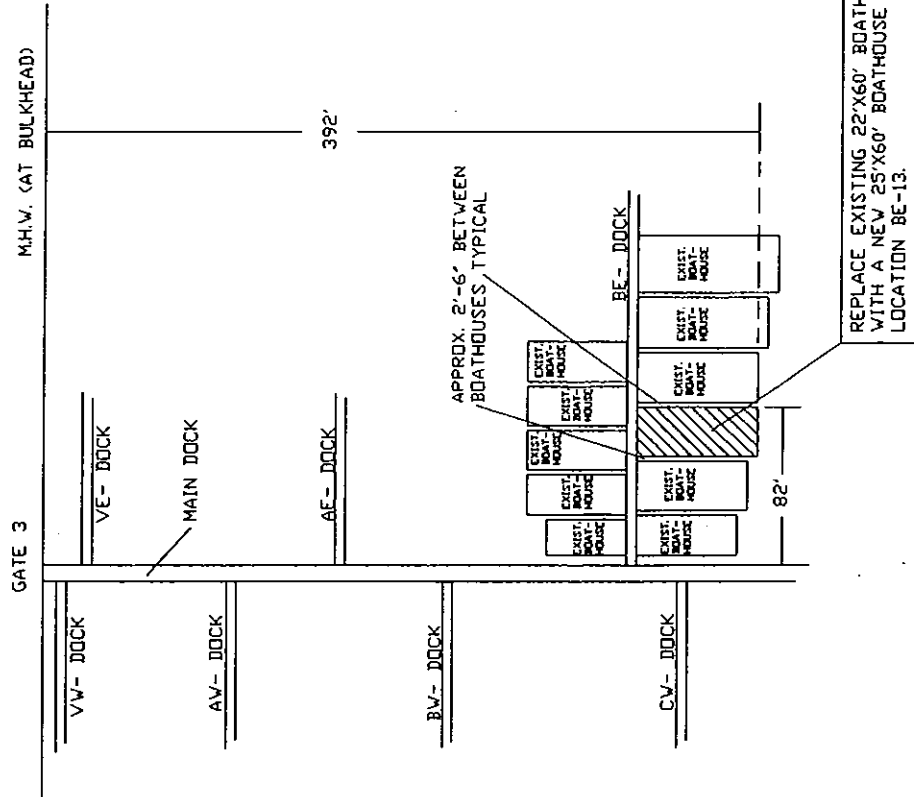 GATE 3
M.H.W. (AT BULKHEAD)
VW- DOCK
VE- DOCK
MAIN DOCK
AW- DOCK
AE- DOCK
392'
BW- DOCK
APPROX. 2'-6" BETWEEN
BOATHOUSES, TYPICAL
BE- DOCK
CW- DOCK
EXIST.
BOAT-
HOUSE
EXIST.
BOAT-
HOUSE
EXIST.
BOAT-
HOUSE
EXIST.
BOAT-
HOUSE
EXIST.
BOAT-
HOUSE
EXIST.
BOAT-
HOUSE
EXIST.
BOAT-
HOUSE
EXIST.
BOAT-
HOUSE
EXIST.
BOAT-
HOUSE
EXIST.
BOAT-
HOUSE
82'
REPLACE EXISTING 22'X60'
WITH A NEW 25'X60' BOATHOUSE
LOCATION BE-13.